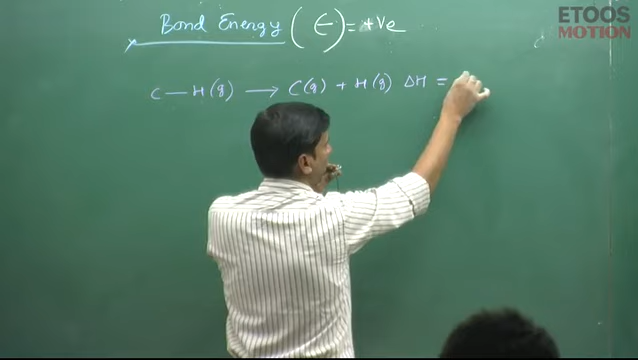 ETOOS
MOTION
Bond Energy (ϵ) = +Ve
C — H(g) ⟶ C(g) + H(g) ΔH =